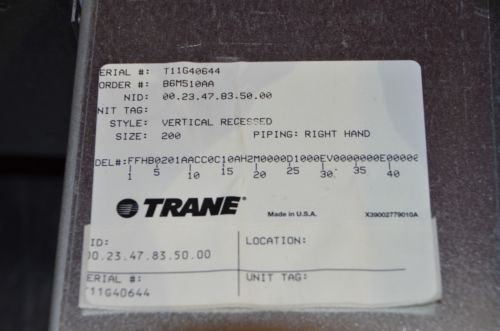 ERIAL #: T11G40644
ORDER #: B6M510AA
NID: 00.23.47.83.50.00
NIT TAG:
STYLE: VERTICAL RECESSED
SIZE: 200 PIPING: RIGHT HAND
DEL#:FFHB0201AACC0C10AH2M0000D1000EV0000000E0000
1 5 10 15 20 25 30 35 40
TRANE
Made in U.S.A. X39002779010A
ID: LOCATION:
00.23.47.83.50.00
ERIAL #: UNIT TAG:
T11G40644